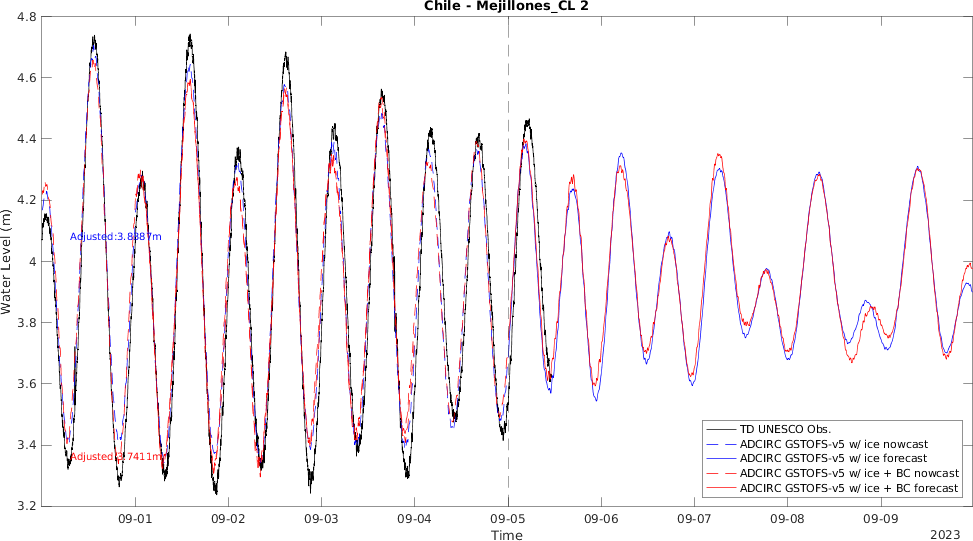 Chile - Mejillones_CL 2
4.8
4.6
4.4
4.2
4
3.8
3.6
3.4
3.2
Water Level (m)
Adjusted:3.8387m
Adjusted:3.7411m
TD UNESCO Obs.
ADCIRC GSTOFS-v5 w/ ice nowcast
ADCIRC GSTOFS-v5 w/ ice forecast
ADCIRC GSTOFS-v5 w/ ice + BC nowcast
ADCIRC GSTOFS-v5 w/ ice + BC forecast
09-01 09-02 09-03 09-04 09-05 09-06 09-07 09-08 09-09
Time
2023